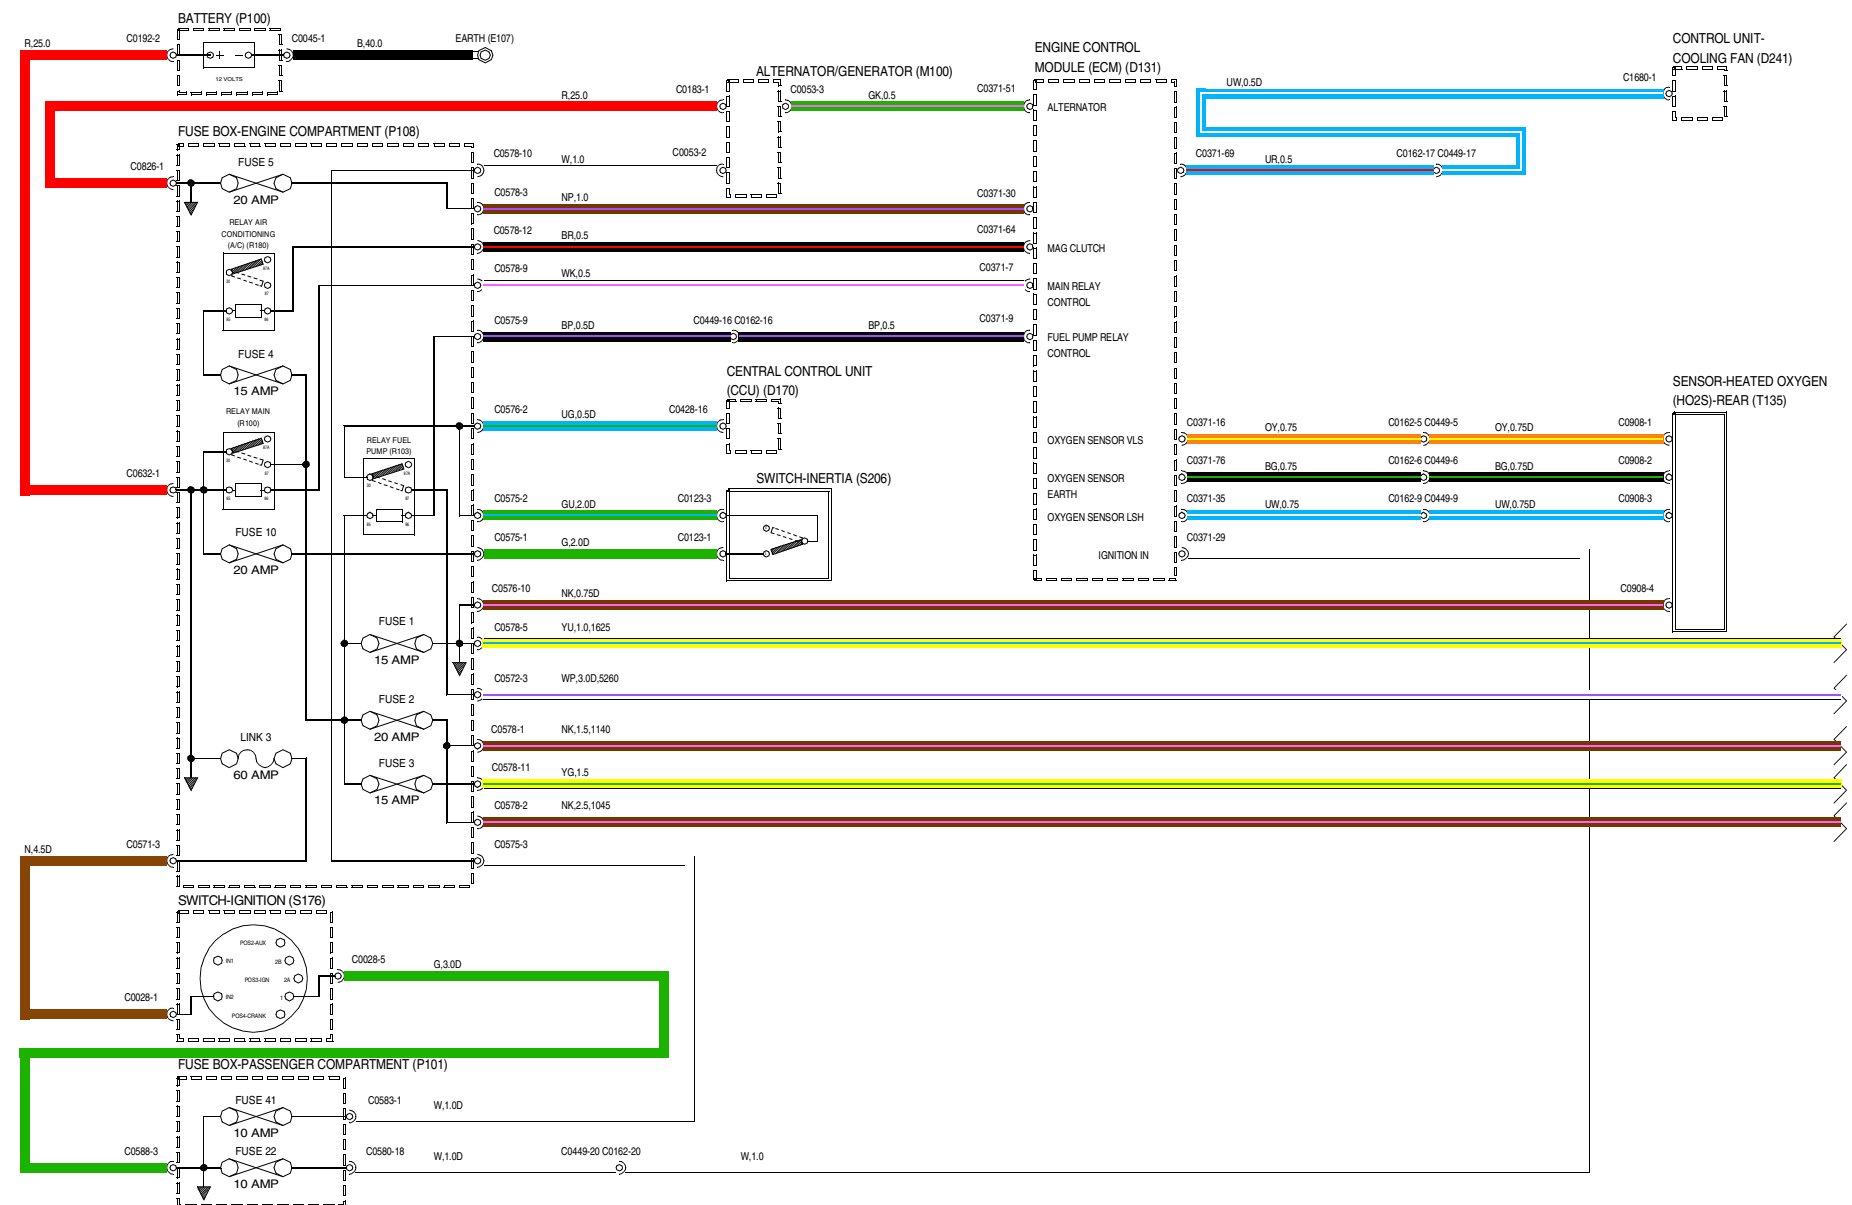 BATTERY (P100)
R,25.0
C0192-2
C0045-1
B,40.0
EARTH (E107)
12 VOLTS
ENGINE CONTROL
MODULE (ECM) (D131)
CONTROL UNIT-
COOLING FAN (D241)
ALTERNATOR/GENERATOR (M100)
R,25.0
C0183-1
C0053-3
GK,0.5
C0371-51
ALTERNATOR
UW,0.5D
C1680-1
FUSE BOX-ENGINE COMPARTMENT (P108)
C0826-1
FUSE 5
20 AMP
C0578-10
W,1.0
C0053-2
C0371-69
UR,0.5
C0162-17 C0449-17
C0578-3
NP,1.0
C0371-30
RELAY AIR
CONDITIONING
(A/C) (R180)
C0578-12
BR,0.5
C0371-64
MAG CLUTCH
C0578-9
WK,0.5
C0371-7
MAIN RELAY
CONTROL
C0575-9
BP,0.5D
C0449-16 C0162-16
BP,0.5
C0371-9
FUEL PUMP RELAY
CONTROL
FUSE 4
15 AMP
CENTRAL CONTROL UNIT
(CCU) (D170)
SENSOR-HEATED OXYGEN
(HO2S)-REAR (T135)
RELAY MAIN
(R100)
C0576-2
UG,0.5D
C0428-16
C0371-16
OY,0.75
C0162-5 C0449-5
OY,0.75D
C0908-1
OXYGEN SENSOR VLS
RELAY FUEL
PUMP (R103)
C0632-1
SWITCH-INERTIA (S206)
OXYGEN SENSOR
EARTH
C0371-76
BG,0.75
C0162-6 C0449-6
BG,0.75D
C0908-2
C0575-2
GU,2.0D
C0123-3
OXYGEN SENSOR LSH
C0371-35
UW,0.75
C0162-9 C0449-9
UW,0.75D
C0908-3
FUSE 10
20 AMP
C0575-1
G,2.0D
C0123-1
IGNITION IN
C0371-29
C0576-10
NK,0.75D
C0908-4
FUSE 1
15 AMP
C0578-5
YU,1.0,1625
C0572-3
WP,3.0D,5260
FUSE 2
20 AMP
C0578-1
NK,1.5,1140
LINK 3
60 AMP
FUSE 3
15 AMP
C0578-11
YG,1.5
C0578-2
NK,2.5,1045
C0575-3
N,4.5D
C0571-3
SWITCH-IGNITION (S176)
POS2-AUX
IN1
2B
POS3-IGN
2A
IN2
1
POS4-CRANK
C0028-5
G,3.0D
C0028-1
FUSE BOX-PASSENGER COMPARTMENT (P101)
FUSE 41
10 AMP
C0583-1
W,1.0D
C0588-3
FUSE 22
10 AMP
C0580-18
W,1.0D
C0449-20 C0162-20
W,1.0